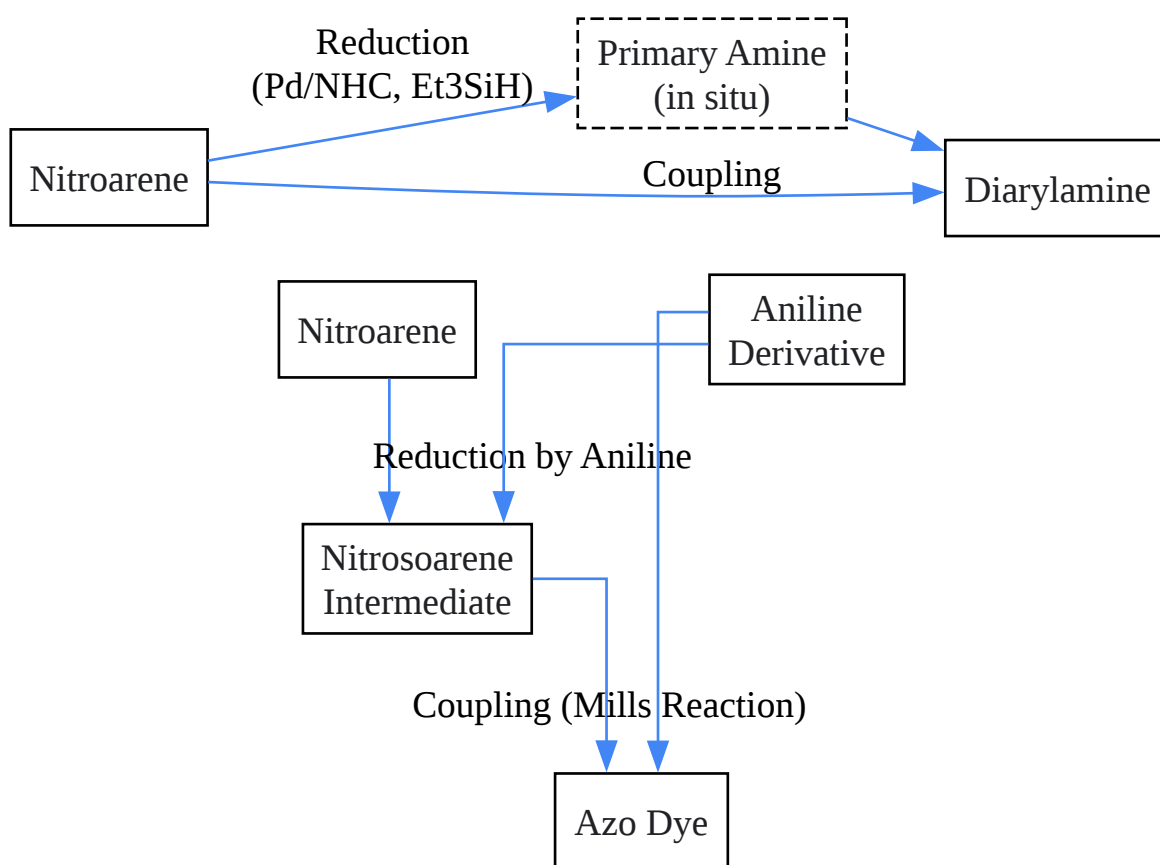 Reduction
(Pd/NHC, Et3SiH)
Primary Amine
(in situ)
Nitroarene
Coupling
Diarylamine
Nitroarene
Aniline
Derivative
Reduction by Aniline
Nitrosoarene
Intermediate
Coupling (Mills Reaction)
Azo Dye